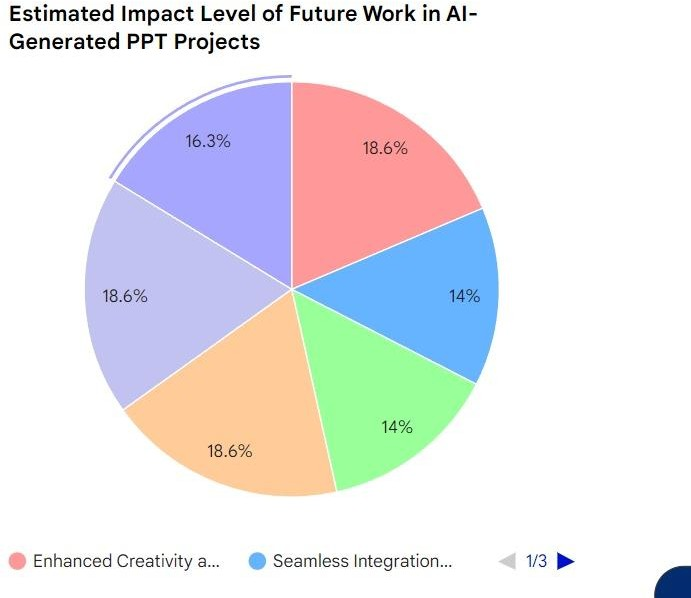 Estimated Impact Level of Future Work in AI-
Generated PPT Projects
16.3%
18.6%
18.6%
14%
14%
18.6%
Enhanced Creativity a...
Seamless Integration...
1/3